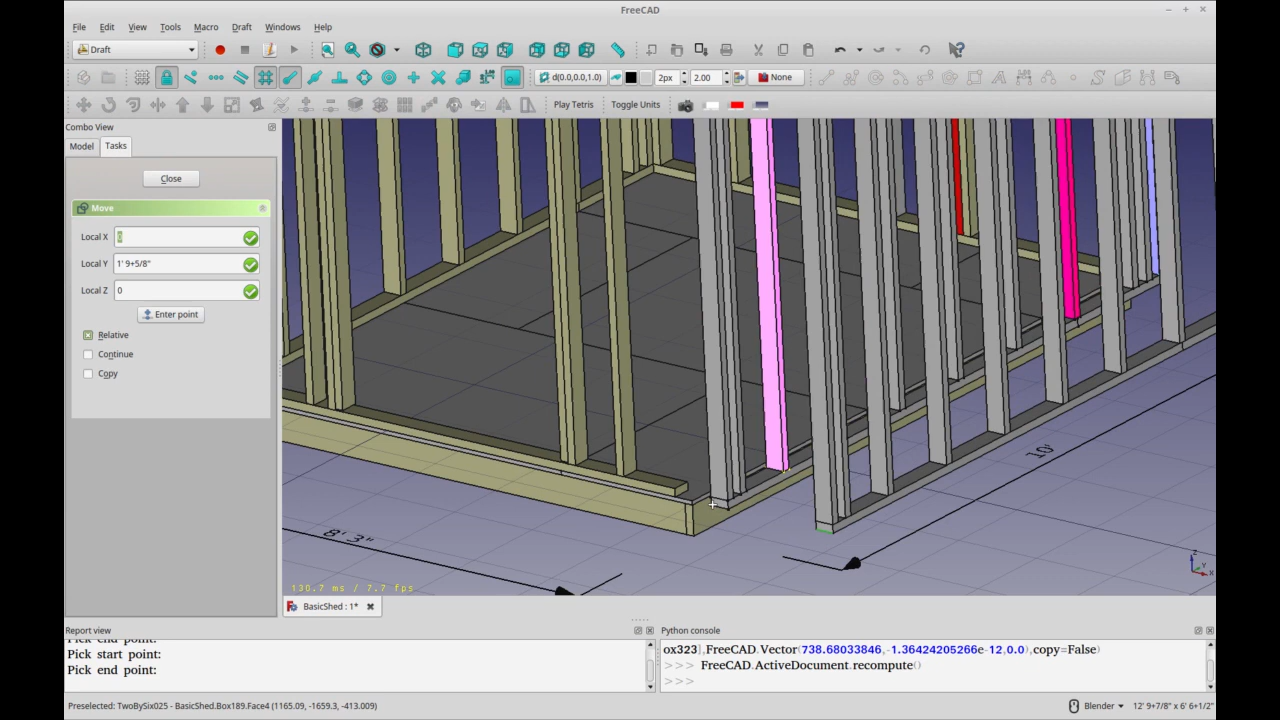 FreeCAD
File Edit View Tools Macro Draft Windows Help
Draft
d(0.0,0.0,1.0) 2px 2.00 None
Play Tetris Toggle Units
Combo View
Model Tasks
Close
Move
Local X 0
Local Y 1' 9+5/8"
Local Z 0
Enter point
Relative
Continue
Copy
10'
8' 3"
Z
Y
X
130.7 ms / 7.7 fps
BasicShed : 1*
Report view
Pick end point:
Pick start point:
Pick end point:
Python console
ox323],FreeCAD.Vector(738.68033846,-1.36424205266e-12,0.0),copy=False)
>>> FreeCAD.ActiveDocument.recompute()
>>>
Preselected: TwoBySix025 - BasicShed.Box189.Face4 (1165.09, -1659.3, -413.009)
Blender 12' 9+7/8" x 6' 6+1/2"